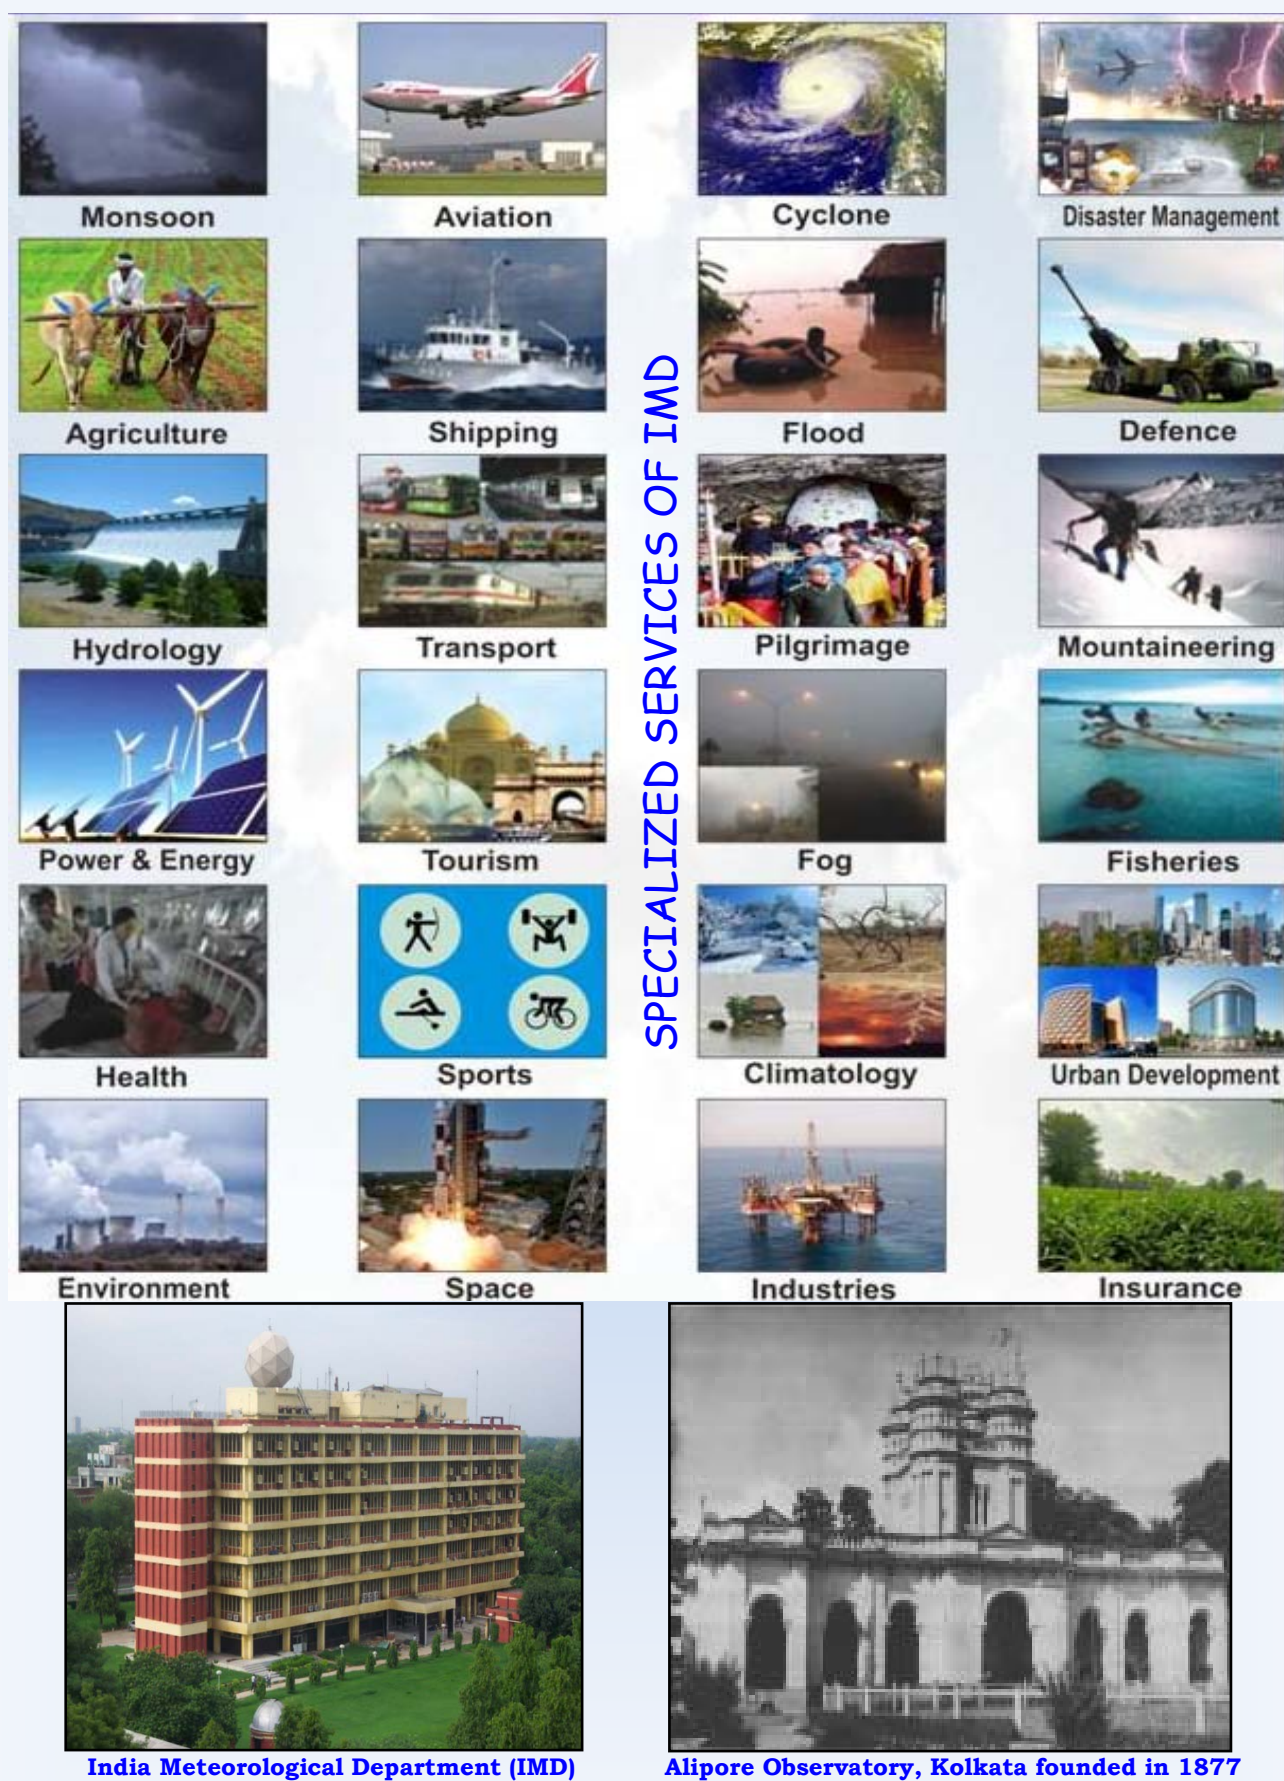 Monsoon
Aviation
Cyclone
Disaster Management
Agriculture
Shipping
Flood
Defence
Hydrology
Transport
Pilgrimage
Mountaineering
Power & Energy
Tourism
Fog
Fisheries
Health
Sports
Climatology
Urban Development
Environment
Space
Industries
Insurance
SPECIALIZED SERVICES OF IMD
India Meteorological Department (IMD)
Alipore Observatory, Kolkata founded in 1877